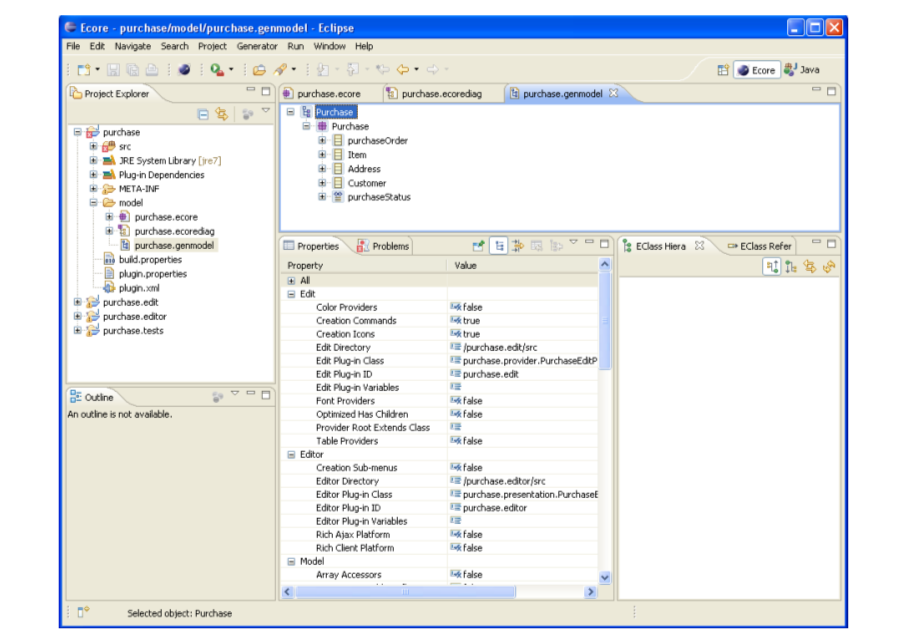 Ecore - purchase/model/purchase.genmodel - Eclipse
File Edit Navigate Search Project Generator Run Window Help
Ecore Java
Project Explorer
purchase
src
JRE System Library [jre7]
Plug-in Dependencies
META-INF
model
purchase.ecore
purchase.ecorediag
purchase.genmodel
build.properties
plugin.properties
plugin.xml
purchase.edit
purchase.editor
purchase.tests
Outline
An outline is not available.
purchase.ecore purchase.ecorediag purchase.genmodel
Purchase
Purchase
purchaseOrder
Item
Address
Customer
purchaseStatus
Properties Problems
Property Value
All
Edit
Color Providers false
Creation Commands true
Creation Icons true
Edit Directory /purchase.edit/src
Edit Plug-in Class purchase.provider.PurchaseEditP
Edit Plug-in ID purchase.edit
Edit Plug-in Variables
Font Providers false
Optimized Has Children false
Provider Root Extends Class
Table Providers false
Editor
Creation Sub-menus false
Editor Directory /purchase.editor/src
Editor Plug-in Class purchase.presentation.PurchaseE
Editor Plug-in ID purchase.editor
Editor Plug-in Variables
Rich Ajax Platform false
Rich Client Platform false
Model
Array Accessors false
EClass Hiera EClass Refer
Selected object: Purchase